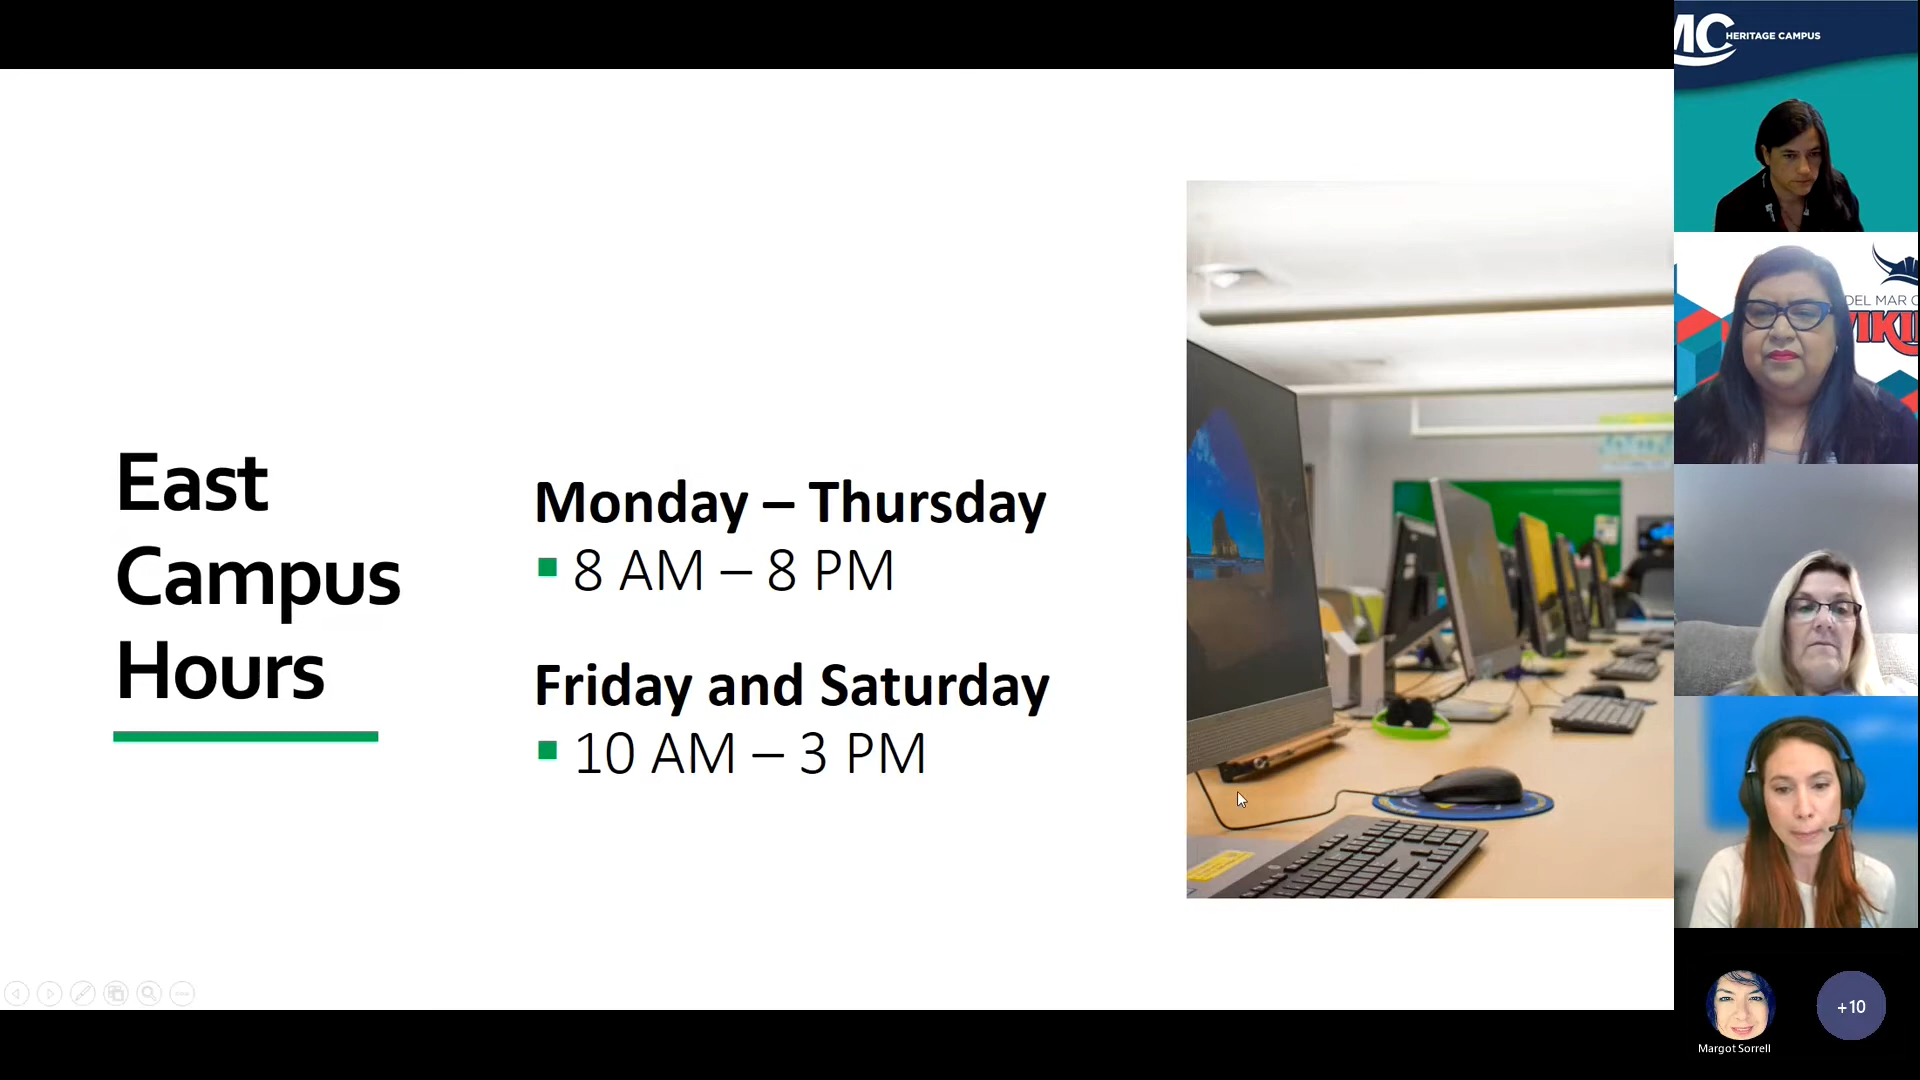 East
Campus
Hours
Monday – Thursday
8 AM – 8 PM
Friday and Saturday
10 AM – 3 PM
MC HERITAGE CAMPUS
DEL MAR
Margot Sorrell
+10